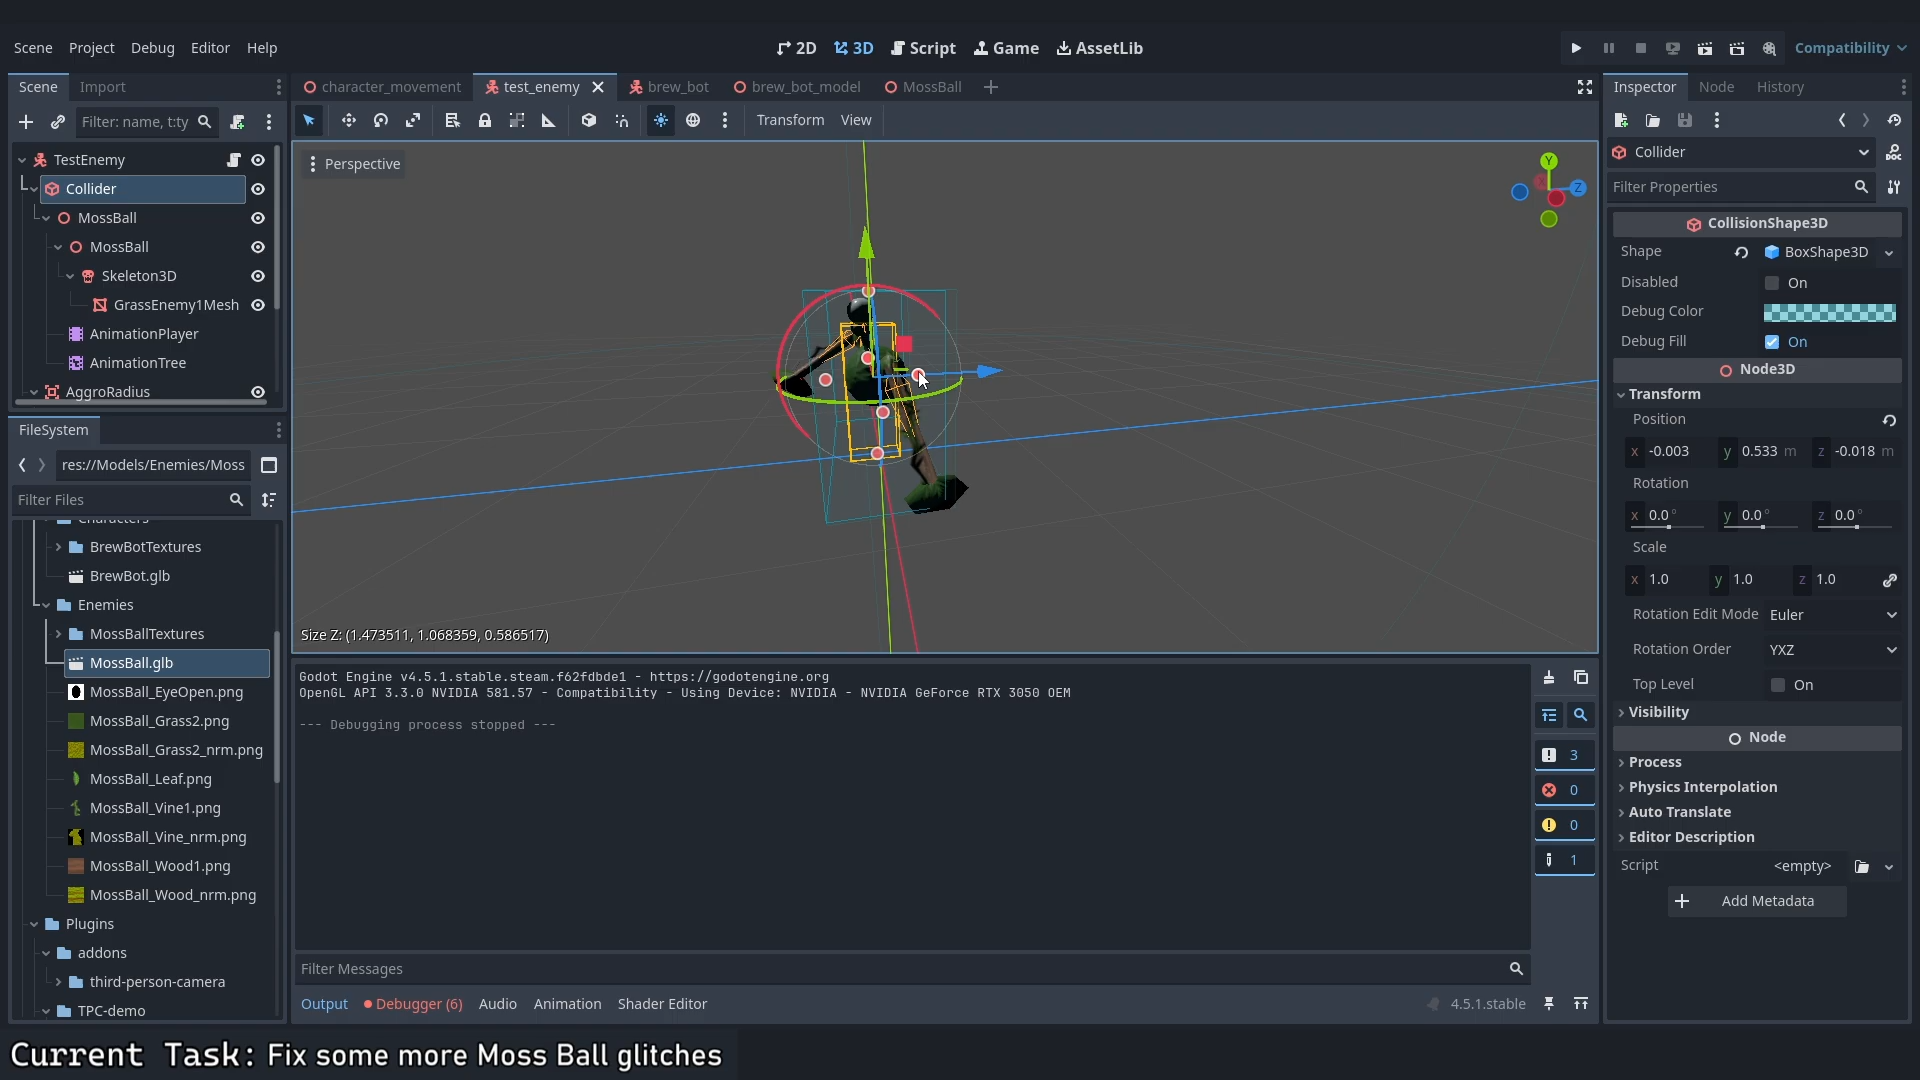 Scene Project Debug Editor Help
2D 3D Script Game AssetLib
Compatibility
Scene Import
character_movement test_enemy brew_bot brew_bot_model MossBall
Inspector Node History
Filter: name, t:ty
Transform View
TestEnemy
Collider
MossBall
MossBall
Skeleton3D
GrassEnemy1Mesh
AnimationPlayer
AnimationTree
AggroRadius
Perspective
Y
Z
Size Z: (1.473511, 1.068359, 0.586517)
FileSystem
res://Models/Enemies/Moss
Filter Files
Characters
BrewBotTextures
BrewBot.glb
Enemies
MossBallTextures
MossBall.glb
MossBall_EyeOpen.png
MossBall_Grass2.png
MossBall_Grass2_nrm.png
MossBall_Leaf.png
MossBall_Vine1.png
MossBall_Vine_nrm.png
MossBall_Wood1.png
MossBall_Wood_nrm.png
Plugins
addons
third-person-camera
TPC-demo
Godot Engine v4.5.1.stable.steam.f62fdbde1 - https://godotengine.org
OpenGL API 3.3.0 NVIDIA 581.57 - Compatibility - Using Device: NVIDIA - NVIDIA GeForce RTX 3050 OEM
--- Debugging process stopped ---
3
0
0
1
Filter Messages
Output Debugger (6) Audio Animation Shader Editor
4.5.1.stable
Collider
DOC
Filter Properties
CollisionShape3D
Shape BoxShape3D
Disabled On
Debug Color
Debug Fill On
Node3D
Transform
Position
x -0.003 y 0.533 m z -0.018 m
Rotation
x 0.0° y 0.0° z 0.0°
Scale
x 1.0 y 1.0 z 1.0
Rotation Edit Mode Euler
Rotation Order YXZ
Top Level On
Visibility
Node
Process
Physics Interpolation
Auto Translate
Editor Description
Script <empty>
Add Metadata
Current Task: Fix some more Moss Ball glitches